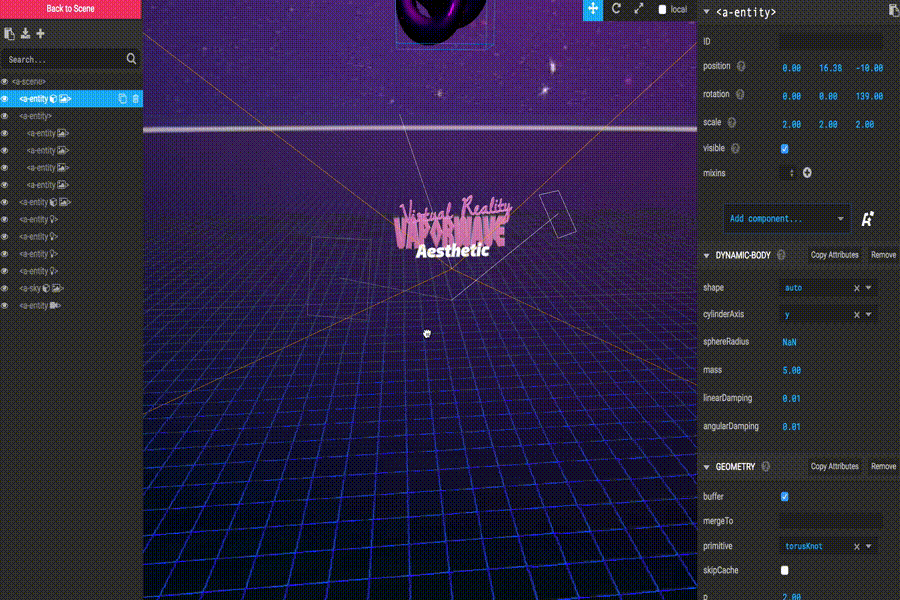 Back to Scene
local
Search...
<a-scene>
<a-entity>
<a-entity>
<a-entity>
<a-entity>
<a-entity>
<a-entity>
<a-entity>
<a-entity>
<a-entity>
<a-entity>
<a-entity>
<a-sky>
<a-entity>
Virtual Reality
VAPORWAVE
Aesthetic
<a-entity>
ID
position 0.00 16.38 -10.00
rotation 0.00 0.00 139.00
scale 2.00 2.00 2.00
visible
mixins
Add component...
DYNAMIC-BODY Copy Attributes Remove
shape auto
cylinderAxis y
sphereRadius NaN
mass 5.00
linearDamping 0.01
angularDamping 0.01
GEOMETRY Copy Attributes Remove
buffer
mergeTo
primitive torusKnot
skipCache
p 2.00